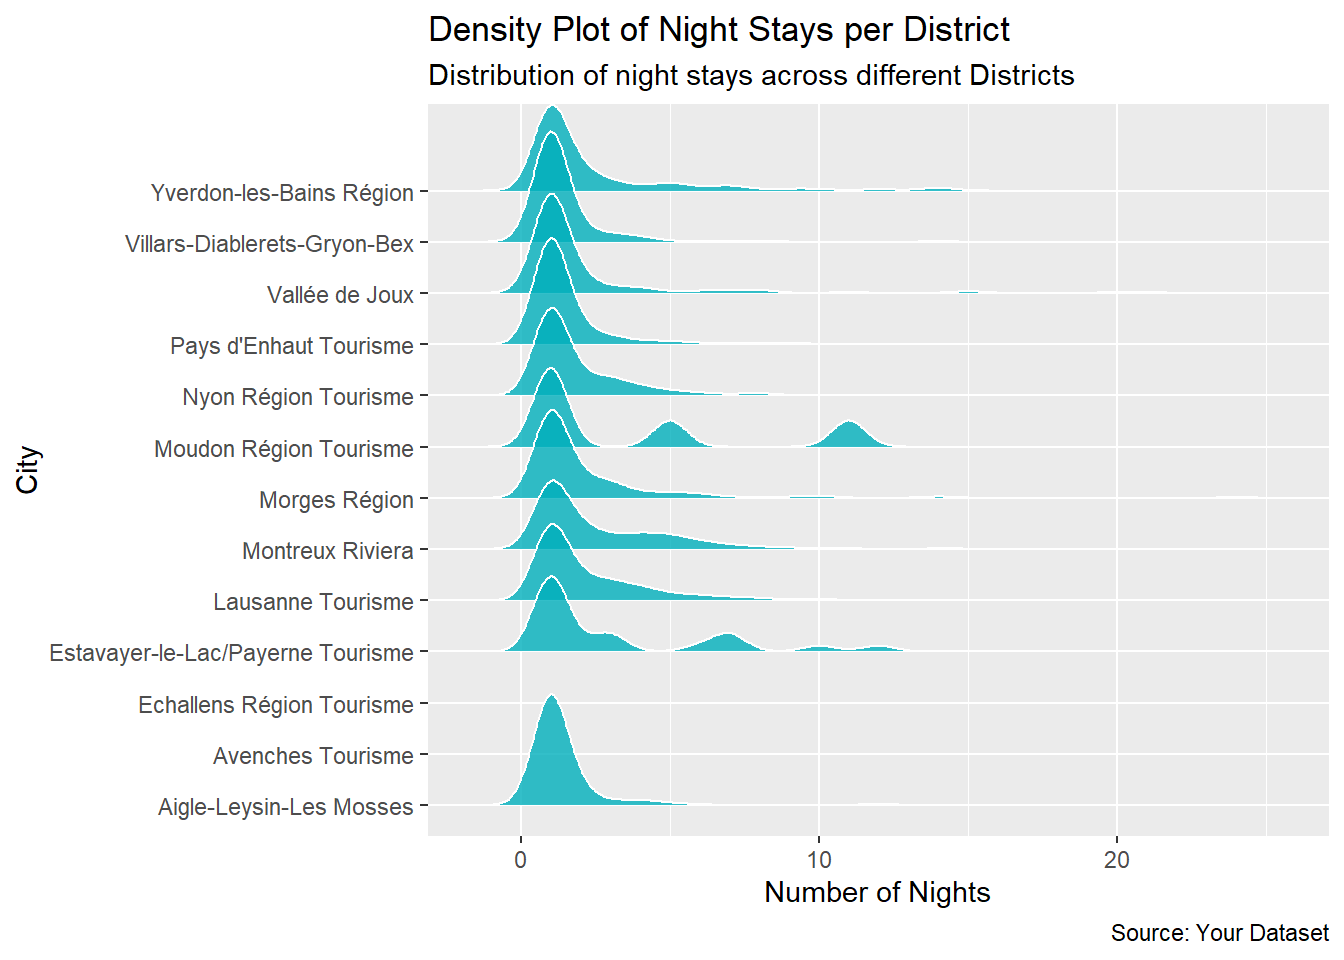 Density Plot of Night Stays per District
Distribution of night stays across different Districts
Yverdon-les-Bains Région
Villars-Diablerets-Gryon-Bex
Vallée de Joux
Pays d'Enhaut Tourisme
Nyon Région Tourisme
Moudon Région Tourisme
Morges Région
Montreux Riviera
Lausanne Tourisme
Estavayer-le-Lac/Payerne Tourisme
Echallens Région Tourisme
Avenches Tourisme
Aigle-Leysin-Les Mosses
City
0 10 20
Number of Nights
Source: Your Dataset